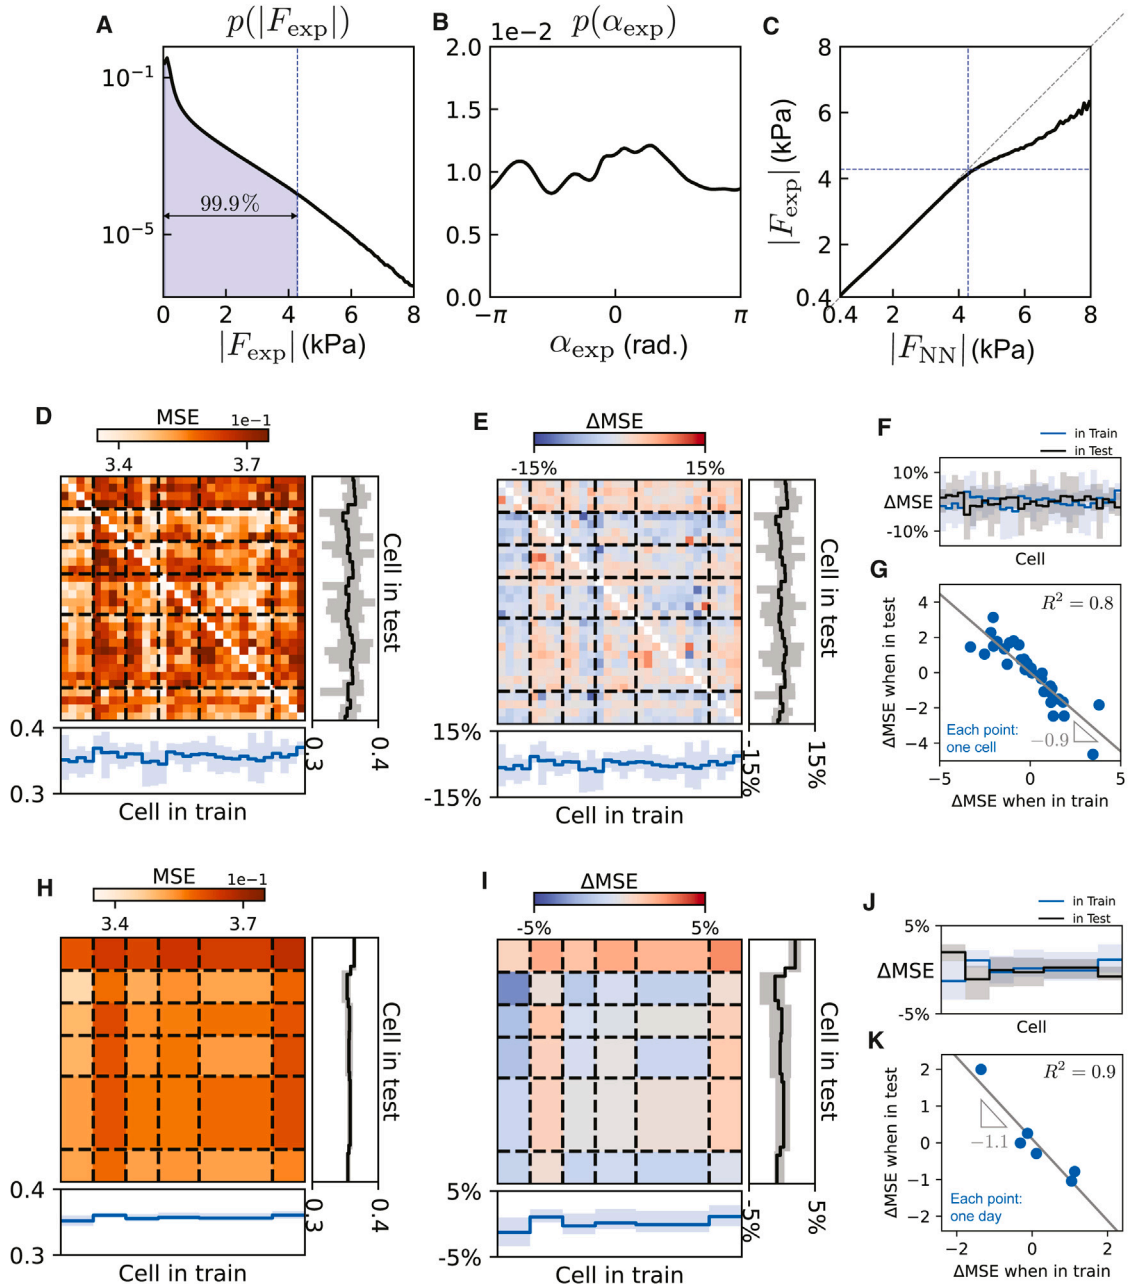 A
p(|F_exp|)
10^−1
10^−5
99.9%
0 2 4 6 8
|F_exp| (kPa)
B
1e−2 p(α_exp)
2.0
1.5
1.0
0.5
0.0
−π 0 π
α_exp (rad.)
C
8
6
4
2
0.4
|F_exp| (kPa)
0.4 2 4 6 8
|F_NN| (kPa)
D
MSE 1e−1
3.4 3.7
Cell in test
0.3 0.4
0.4
0.3
Cell in train
E
ΔMSE
-15% 15%
Cell in test
-15% 15%
15%
-15%
Cell in train
F
in Train
in Test
10%
ΔMSE
-10%
Cell
G
R² = 0.8
4
2
0
−2
−4
ΔMSE when in test
Each point:
one cell
−0.9
−5 0 5
ΔMSE when in train
H
MSE 1e−1
3.4 3.7
Cell in test
0.3 0.4
0.4
0.3
Cell in train
I
ΔMSE
-5% 5%
Cell in test
-5% 5%
5%
-5%
Cell in train
J
in Train
in Test
5%
ΔMSE
-5%
Cell
K
R² = 0.9
2
1
0
−1
−2
ΔMSE when in test
−1.1
Each point:
one day
−2 0 2
ΔMSE when in train